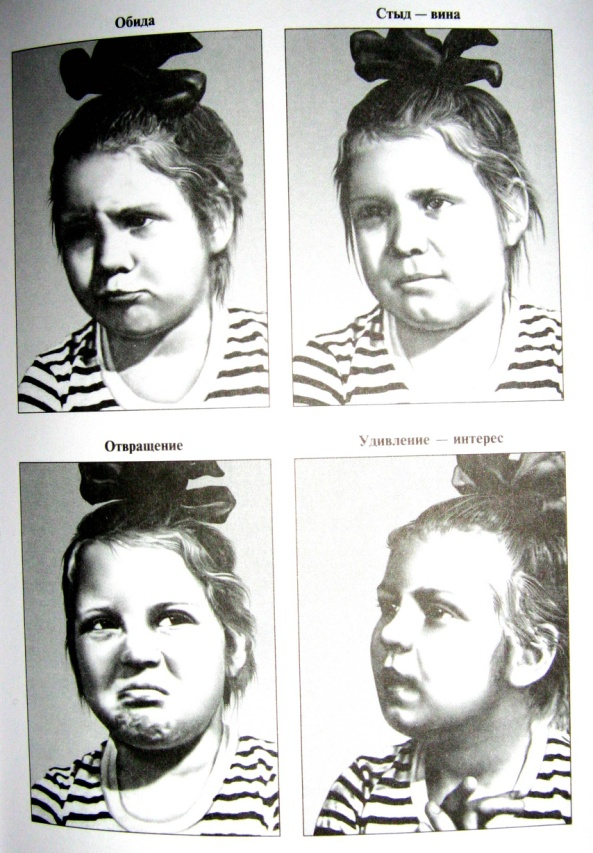 Обида
Стыд — вина
Отвращение
Удивление — интерес